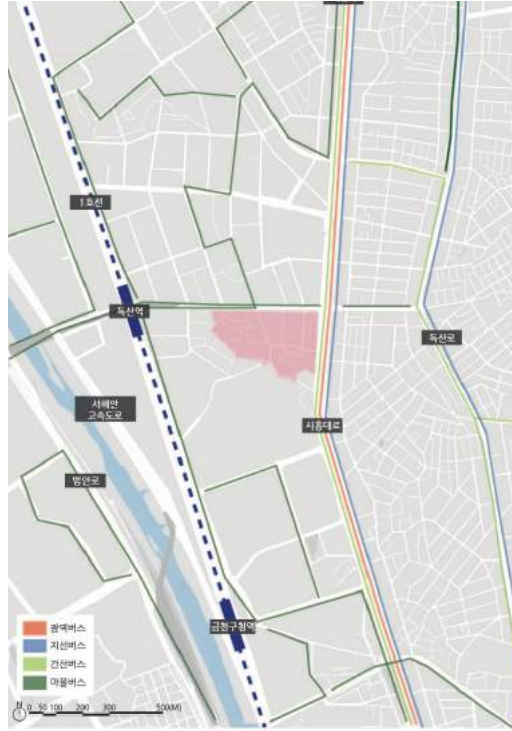 1호선
독산역
독산로
서해안
고속도로
시흥대로
범안로
금천구청역
광역버스
지선버스
간선버스
마을버스
N
0 50 100 200 300 500(M)